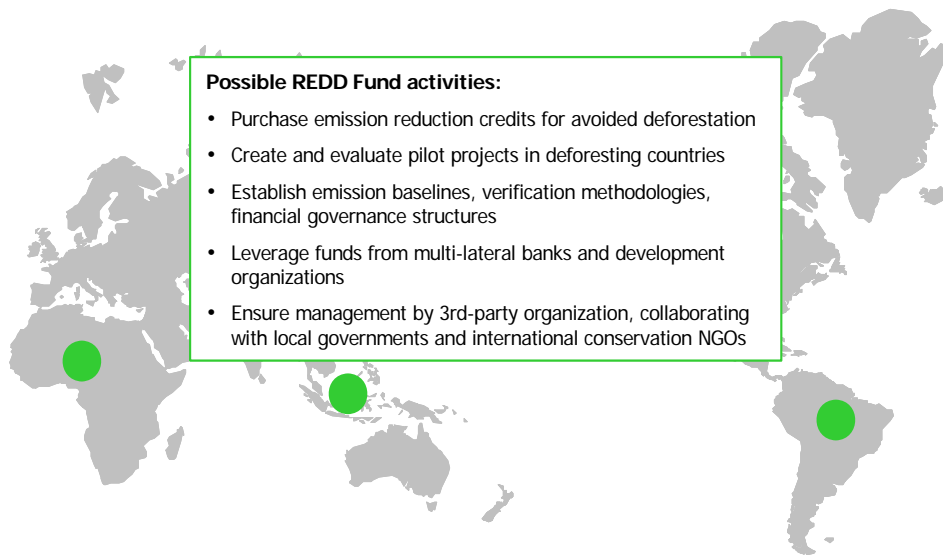 Possible REDD Fund activities:
• Purchase emission reduction credits for avoided deforestation
• Create and evaluate pilot projects in deforesting countries
• Establish emission baselines, verification methodologies,
financial governance structures
• Leverage funds from multi-lateral banks and development
organizations
• Ensure management by 3rd-party organization, collaborating
with local governments and international conservation NGOs